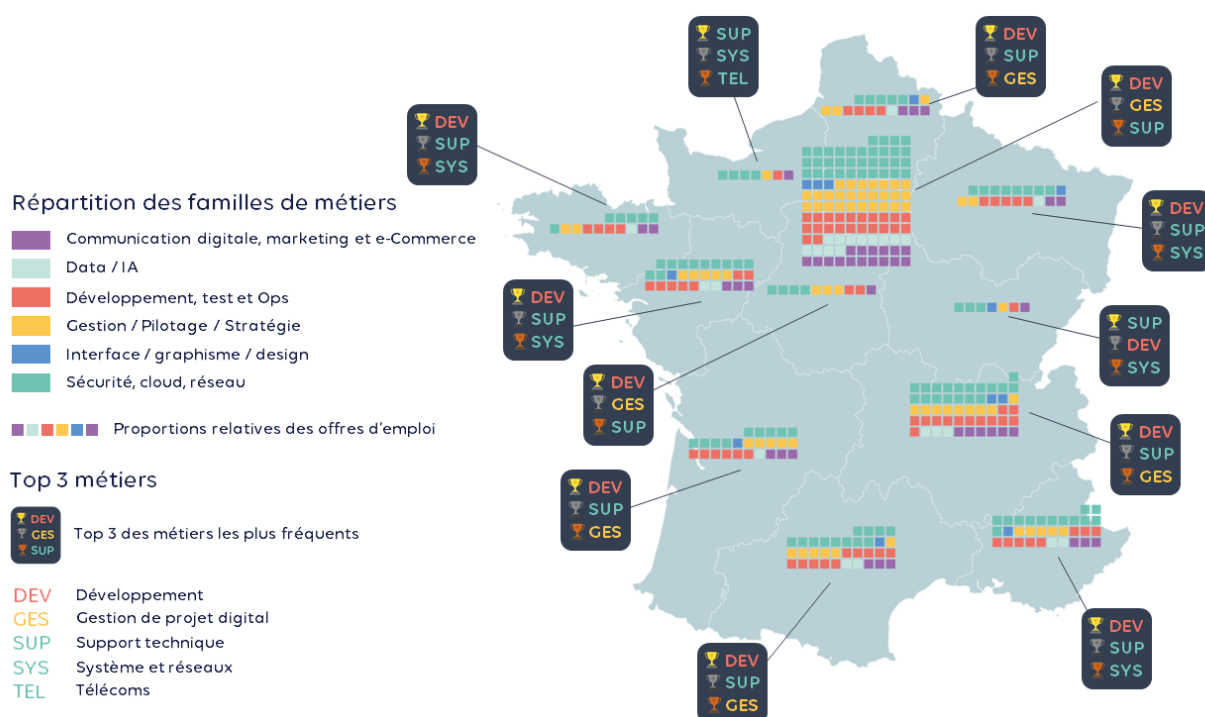 SUP
SYS
TEL
DEV
SUP
GES
DEV
GES
SUP
DEV
SUP
SYS
DEV
SUP
SYS
DEV
SUP
SYS
SUP
DEV
SYS
DEV
GES
SUP
DEV
SUP
GES
DEV
SUP
GES
DEV
SUP
SYS
DEV
SUP
GES
Répartition des familles de métiers
Communication digitale, marketing et e-Commerce
Data / IA
Développement, test et Ops
Gestion / Pilotage / Stratégie
Interface / graphisme / design
Sécurité, cloud, réseau
Proportions relatives des offres d'emploi
Top 3 métiers
DEV
GES
SUP
Top 3 des métiers les plus fréquents
DEV Développement
GES Gestion de projet digital
SUP Support technique
SYS Système et réseaux
TEL Télécoms